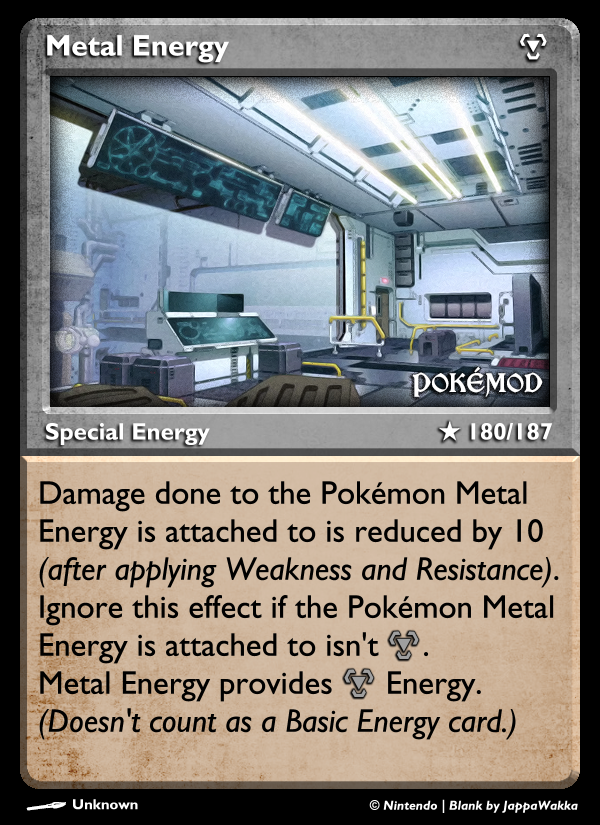 Metal Energy
POKÉMOD
Special Energy ★ 180/187
Damage done to the Pokémon Metal
Energy is attached to is reduced by 10
(after applying Weakness and Resistance).
Ignore this effect if the Pokémon Metal
Energy is attached to isn't .
Metal Energy provides Energy.
(Doesn't count as a Basic Energy card.)
Unknown © Nintendo | Blank by JappaWakka